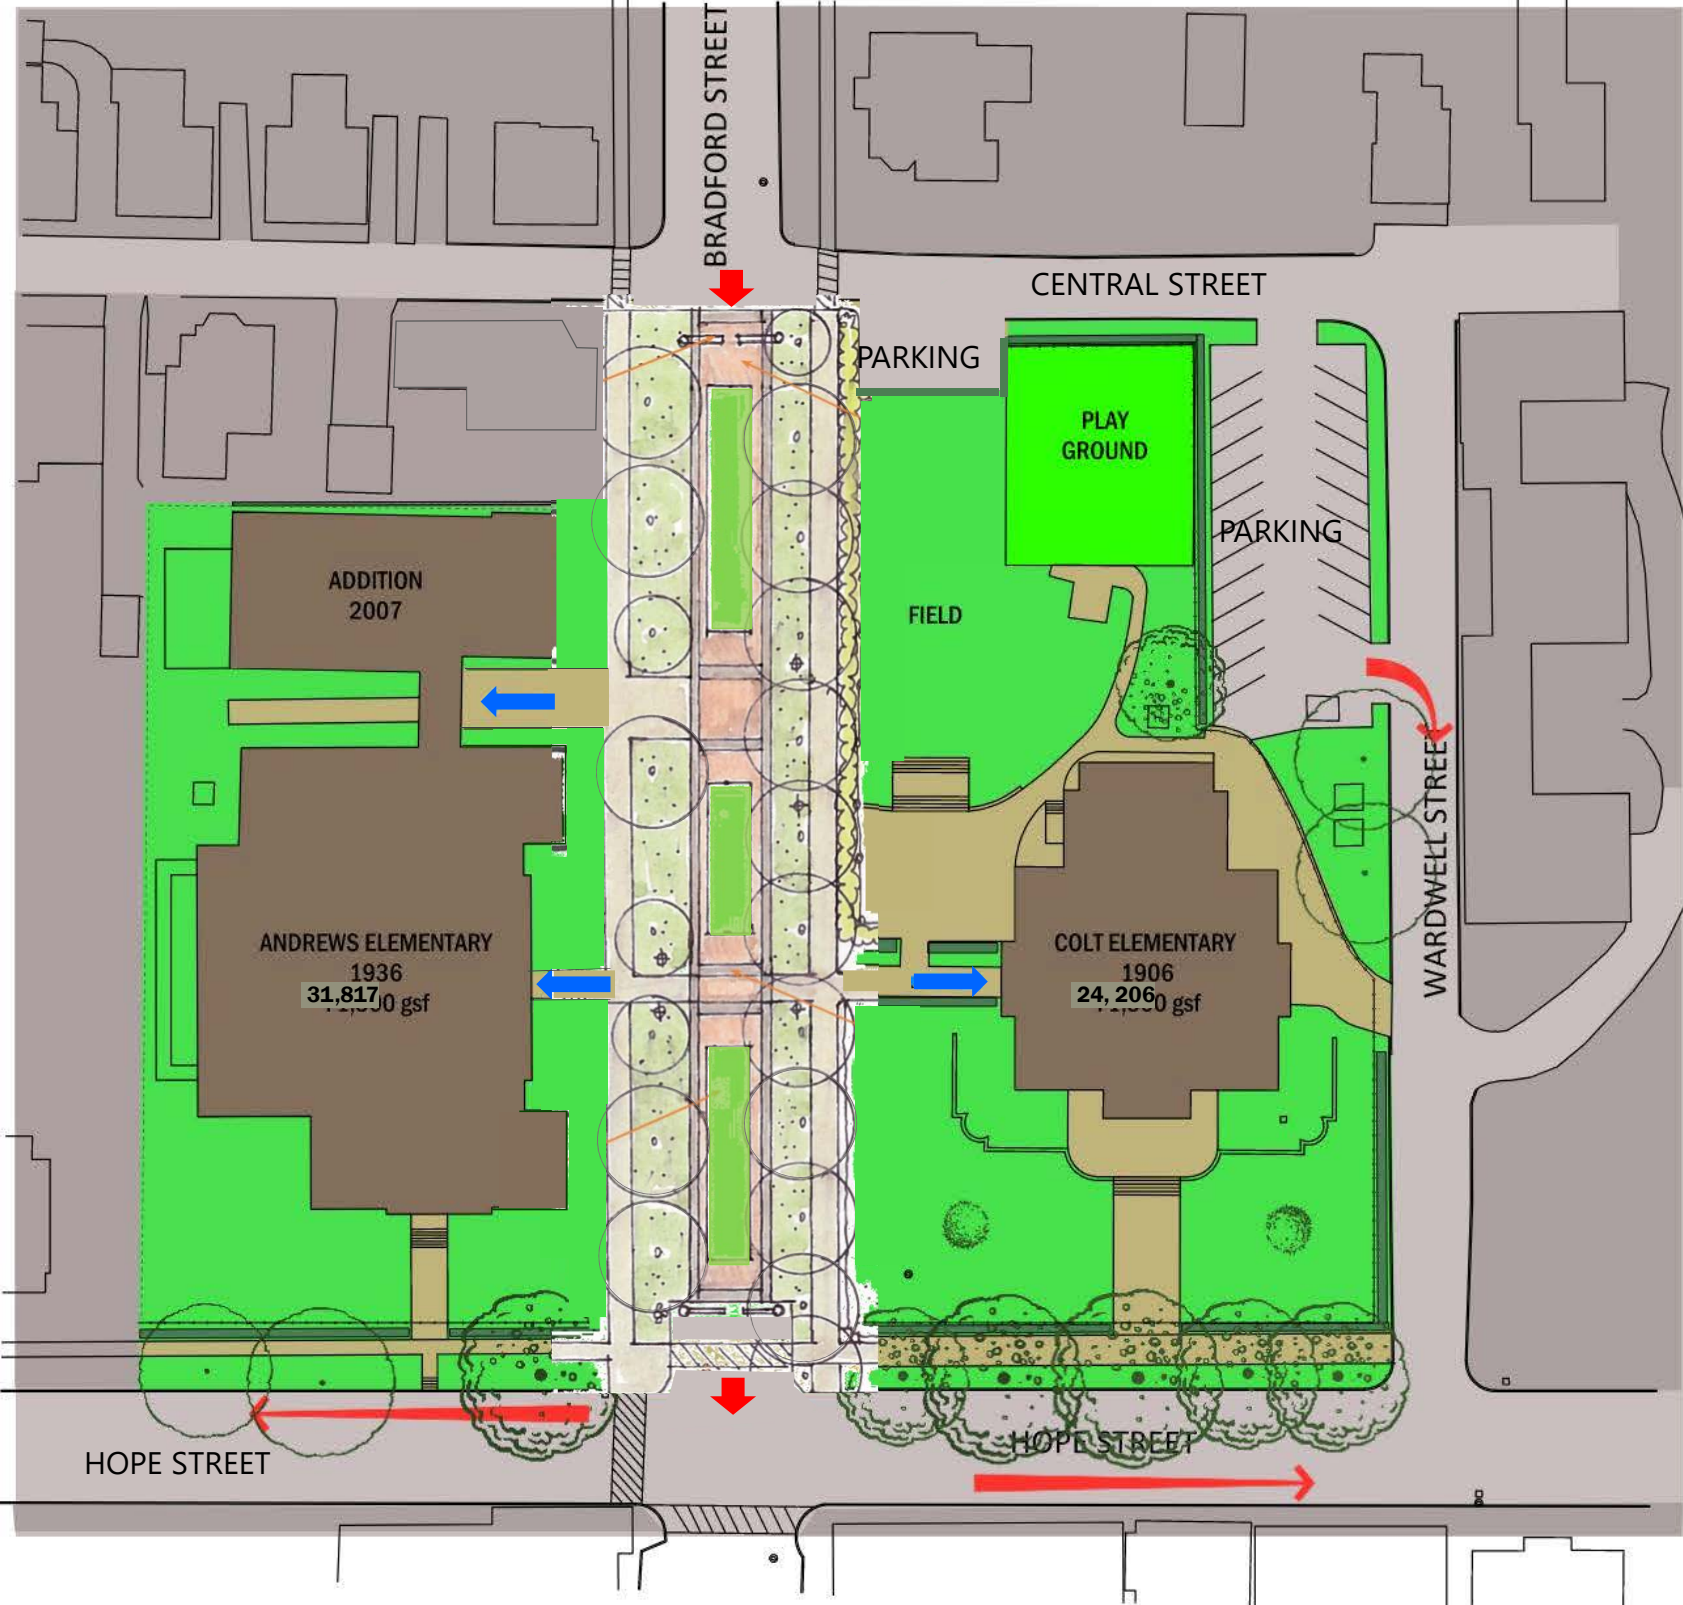 BRADFORD STREET
CENTRAL STREET
PARKING
PLAY
GROUND
PARKING
FIELD
ADDITION
2007
WARDWELL STREET
ANDREWS ELEMENTARY
1936
31,817 gsf
COLT ELEMENTARY
1906
24, 206 gsf
HOPE STREET
HOPE STREET